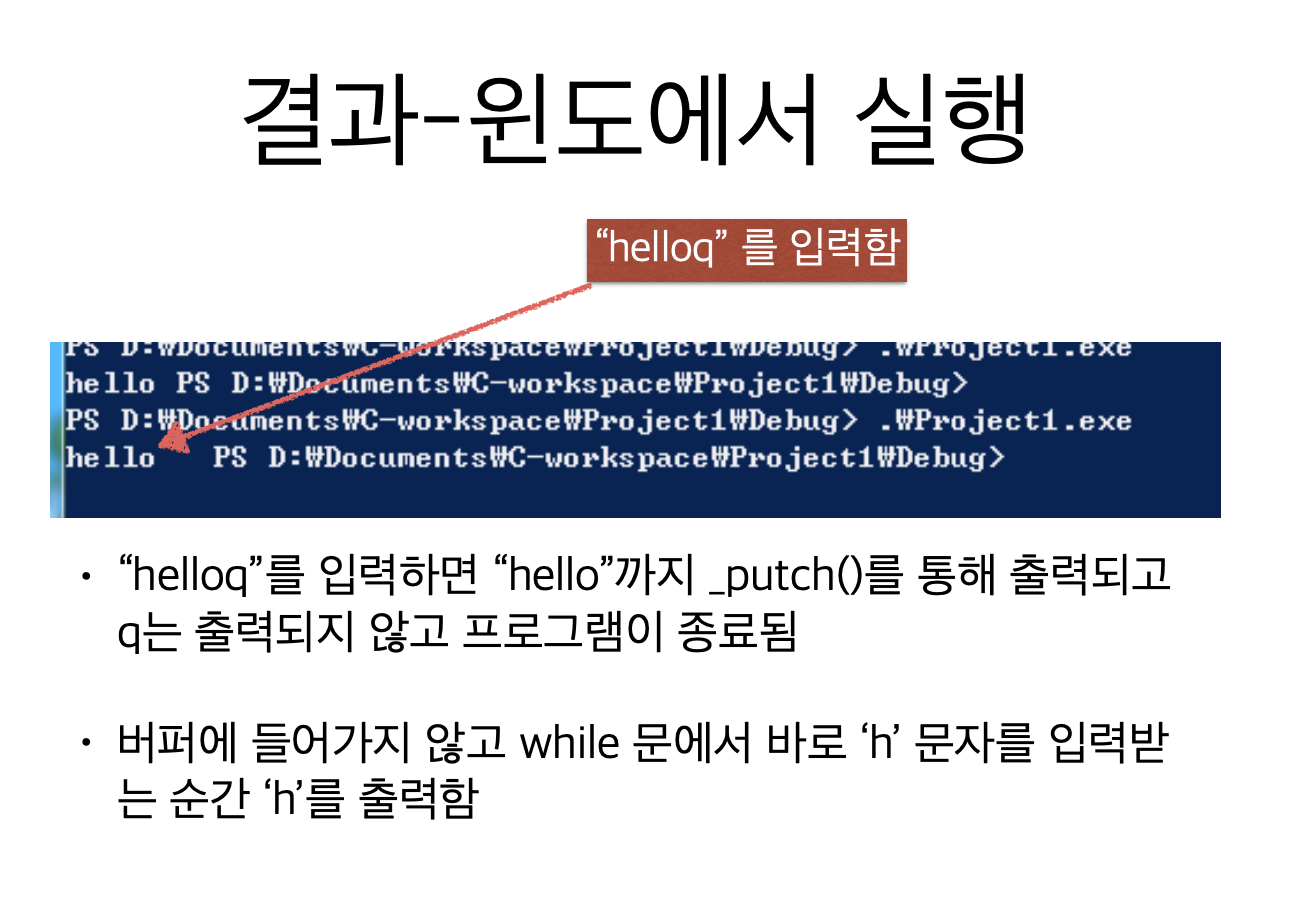 결과-윈도에서 실행
“helloq” 를 입력함
PS D:₩Documents₩C-workspace₩Project1₩Debug> .₩Project1.exe
hello PS D:₩Documents₩C-workspace₩Project1₩Debug>
PS D:₩Documents₩C-workspace₩Project1₩Debug> .₩Project1.exe
hello   PS D:₩Documents₩C-workspace₩Project1₩Debug>
• “helloq”를 입력하면 “hello”까지 _putch()를 통해 출력되고
q는 출력되지 않고 프로그램이 종료됨
• 버퍼에 들어가지 않고 while 문에서 바로 ‘h’ 문자를 입력받
는 순간 ‘h’를 출력함